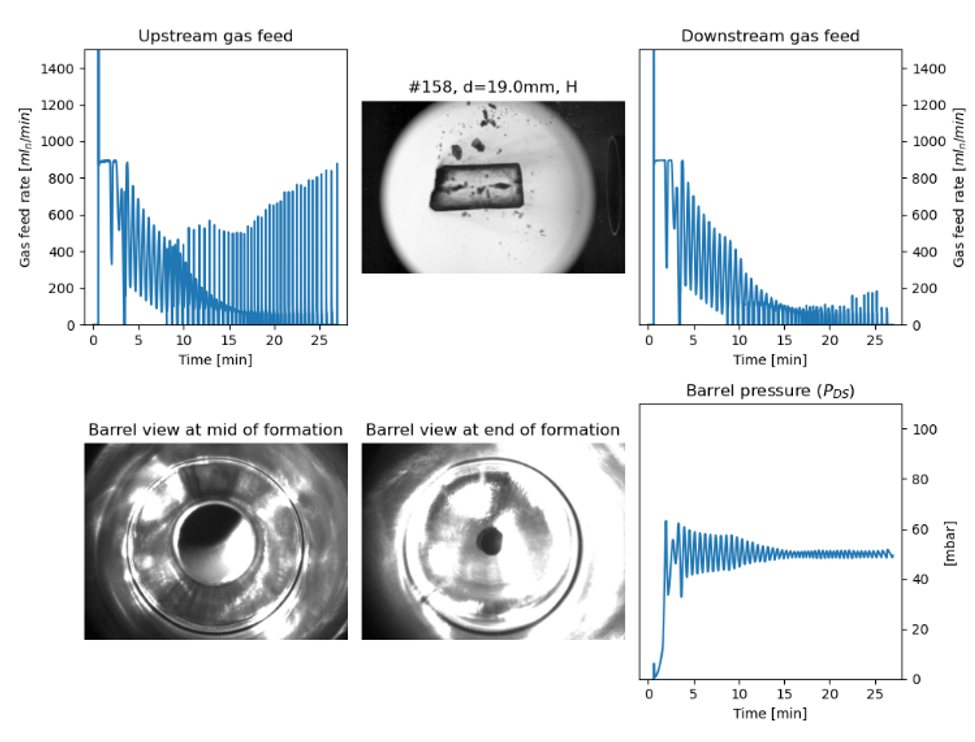 Upstream gas feed
1400
1200
1000
800
600
400
200
0
Gas feed rate [mlₙ/min]
0 5 10 15 20 25
Time [min]
#158, d=19.0mm, H
Downstream gas feed
1400
1200
1000
800
600
400
200
0
Gas feed rate [mlₙ/min]
0 5 10 15 20 25
Time [min]
Barrel view at mid of formation
Barrel view at end of formation
Barrel pressure (P_DS)
100
80
60
40
20
0
[mbar]
0 5 10 15 20 25
Time [min]